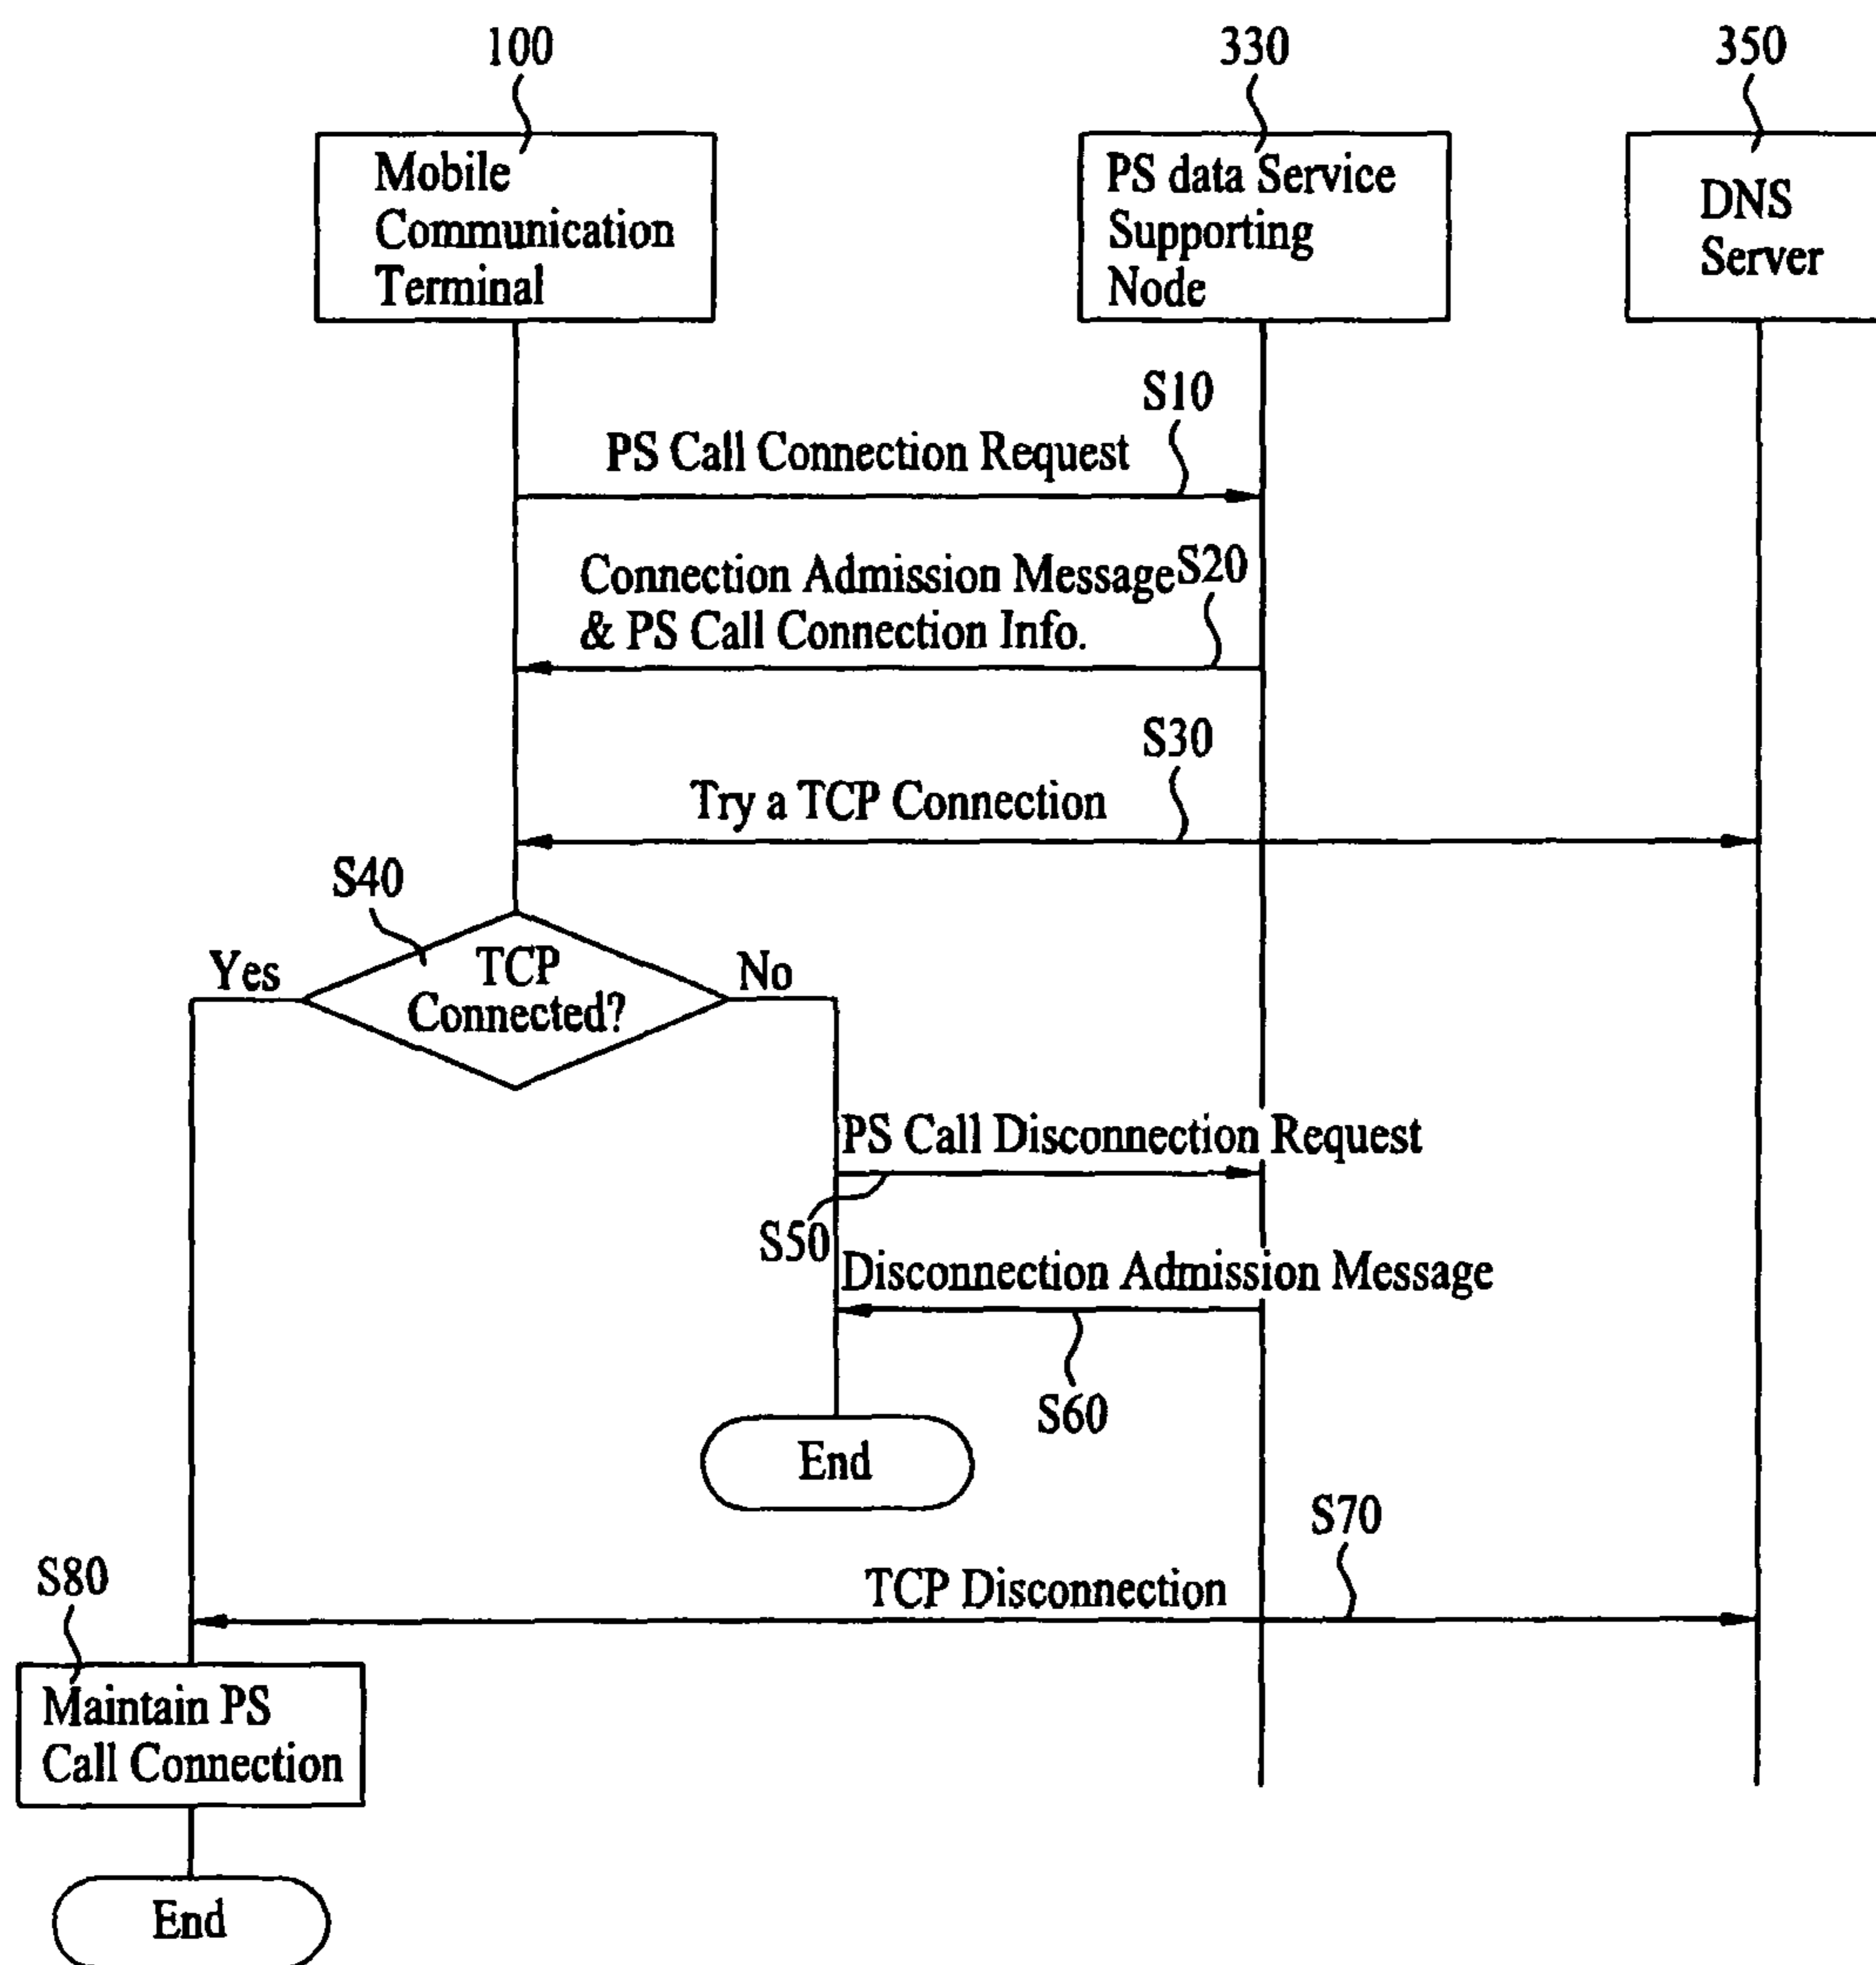 100
330
350
Mobile
Communication
Terminal
PS data Service
Supporting
Node
DNS
Server
S10
PS Call Connection Request
Connection Admission Message
S20
& PS Call Connection Info.
S30
Try a TCP Connection
S40
Yes
TCP
Connected?
No
PS Call Disconnection Request
S50
Disconnection Admission Message
S60
End
S70
TCP Disconnection
S80
Maintain PS
Call Connection
End